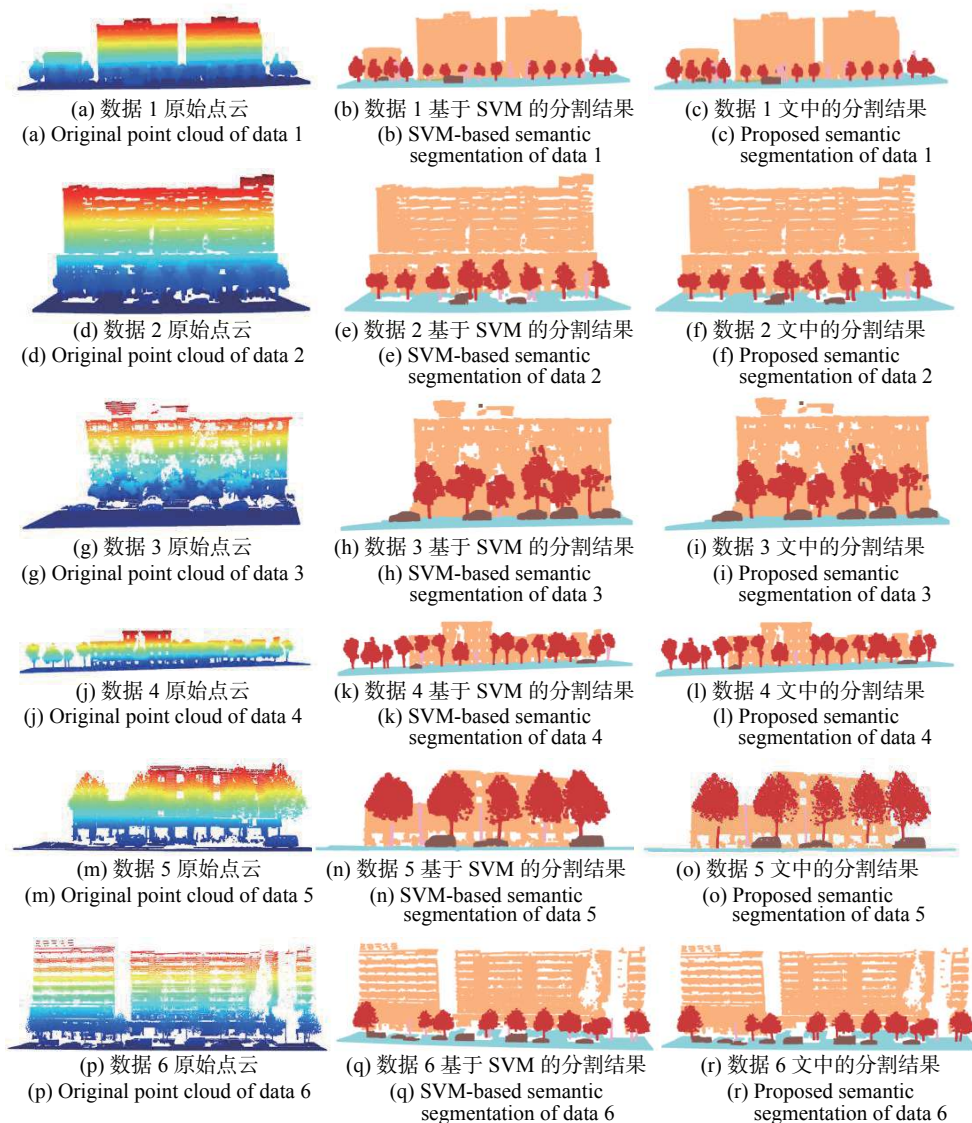 (a) 数据 1 原始点云
(a) Original point cloud of data 1
(b) 数据 1 基于 SVM 的分割结果
(b) SVM-based semantic
segmentation of data 1
(c) 数据 1 文中的分割结果
(c) Proposed semantic
segmentation of data 1
(d) 数据 2 原始点云
(d) Original point cloud of data 2
(e) 数据 2 基于 SVM 的分割结果
(e) SVM-based semantic
segmentation of data 2
(f) 数据 2 文中的分割结果
(f) Proposed semantic
segmentation of data 2
(g) 数据 3 原始点云
(g) Original point cloud of data 3
(h) 数据 3 基于 SVM 的分割结果
(h) SVM-based semantic
segmentation of data 3
(i) 数据 3 文中的分割结果
(i) Proposed semantic
segmentation of data 3
(j) 数据 4 原始点云
(j) Original point cloud of data 4
(k) 数据 4 基于 SVM 的分割结果
(k) SVM-based semantic
segmentation of data 4
(l) 数据 4 文中的分割结果
(l) Proposed semantic
segmentation of data 4
(m) 数据 5 原始点云
(m) Original point cloud of data 5
(n) 数据 5 基于 SVM 的分割结果
(n) SVM-based semantic
segmentation of data 5
(o) 数据 5 文中的分割结果
(o) Proposed semantic
segmentation of data 5
(p) 数据 6 原始点云
(p) Original point cloud of data 6
(q) 数据 6 基于 SVM 的分割结果
(q) SVM-based semantic
segmentation of data 6
(r) 数据 6 文中的分割结果
(r) Proposed semantic
segmentation of data 6